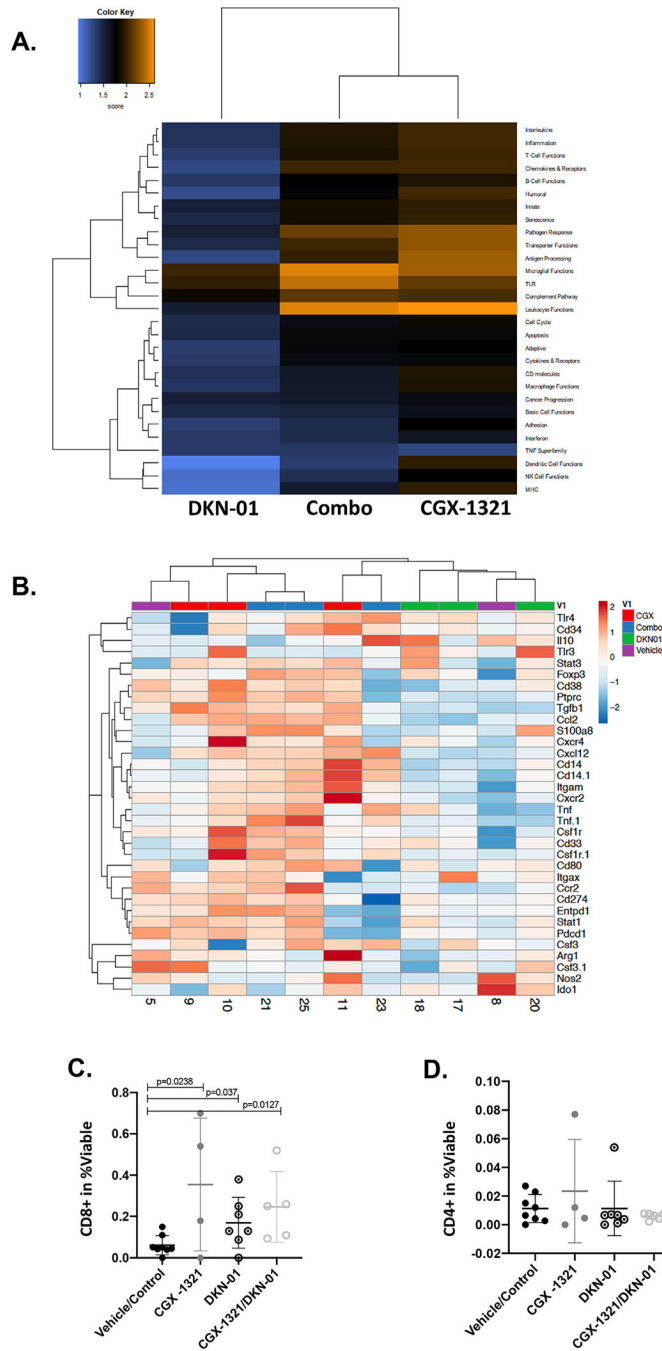 A.
Color Key
1 1.5 2 2.5
score
Interleukins
Inflammation
T-Cell Functions
Chemokines & Receptors
B-Cell Functions
Humoral
Innate
Senescence
Pathogen Response
Transporter Functions
Antigen Processing
Microglial Functions
TLR
Complement Pathway
Leukocyte Functions
Cell Cycle
Apoptosis
Adaptive
Cytokines & Receptors
CD molecules
Macrophage Functions
Cancer Progression
Basic Cell Functions
Adhesion
Interferon
TNF Superfamily
Dendritic Cell Functions
NK Cell Functions
MHC
DKN-01 Combo CGX-1321
B.
V1
Tlr4
Cd34
Il10
Tlr3
Stat3
Foxp3
Cd38
Ptprc
Tgfb1
Ccl2
S100a8
Cxcr4
Cxcl12
Cd14
Cd14.1
Itgam
Cxcr2
Tnf
Tnf.1
Csf1r
Cd33
Csf1r.1
Cd80
Itgax
Ccr2
Cd274
Entpd1
Stat1
Pdcd1
Csf3
Arg1
Csf3.1
Nos2
Ido1
V1
CGX
Combo
DKN01
Vehicle
2
1
0
−1
−2
5 9 10 21 25 11 23 18 17 8 20
C.
p=0.0238
p=0.037
p=0.0127
CD8+ in %Viable
0.8
0.6
0.4
0.2
0.0
Vehicle/Control
CGX -1321
DKN-01
CGX-1321/DKN-01
D.
CD4+ in %Viable
0.10
0.08
0.06
0.04
0.02
0.00
-0.02
Vehicle/Control
CGX -1321
DKN-01
CGX-1321/DKN-01